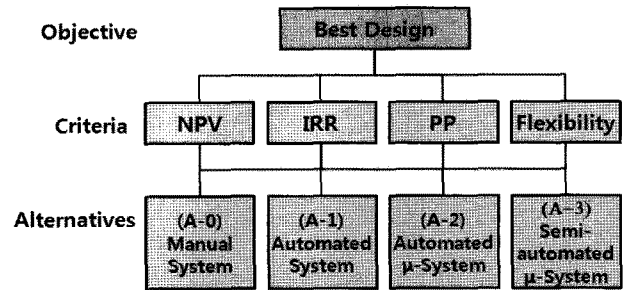 Objective
Best Design
Criteria
NPV
IRR
PP
Flexibility
Alternatives
(A-0)
Manual
System
(A-1)
Automated
System
(A-2)
Automated
μ-System
(A-3)
Semi-
automated
μ-System